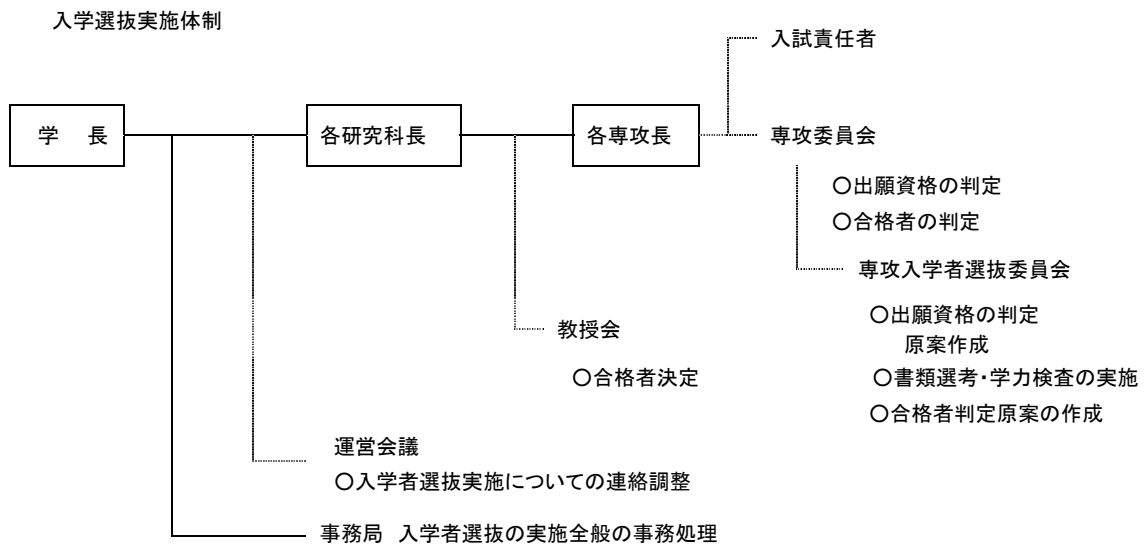 入学選抜実施体制
入試責任者
学　長
各研究科長
各専攻長
専攻委員会
○出願資格の判定
○合格者の判定
専攻入学者選抜委員会
○出願資格の判定
原案作成
○書類選考・学力検査の実施
○合格者判定原案の作成
教授会
○合格者決定
運営会議
○入学者選抜実施についての連絡調整
事務局　入学者選抜の実施全般の事務処理